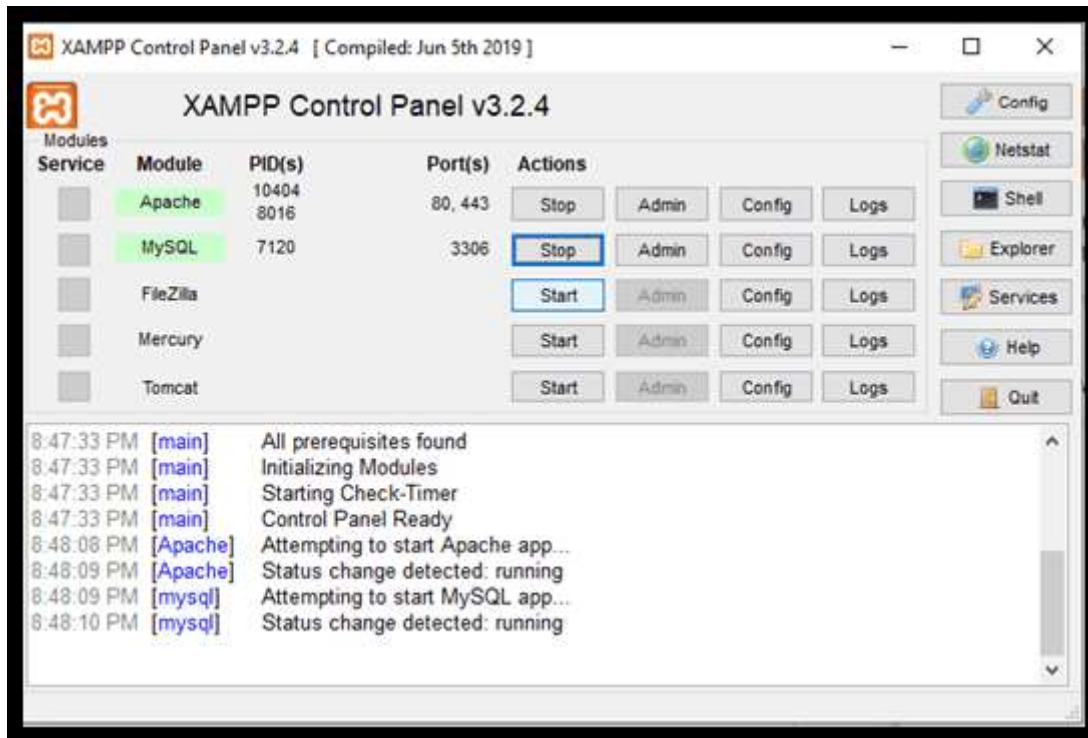 XAMPP Control Panel v3.2.4 [ Compiled: Jun 5th 2019 ]
XAMPP Control Panel v3.2.4
Config
Modules
Service Module PID(s) Port(s) Actions
Netstat
Apache 10404 8016 80, 443 Stop Admin Config Logs
Shell
MySQL 7120 3306 Stop Admin Config Logs
Explorer
FileZilla Start Admin Config Logs
Services
Mercury Start Admin Config Logs
Help
Tomcat Start Admin Config Logs
Quit
8:47:33 PM [main] All prerequisites found
8:47:33 PM [main] Initializing Modules
8:47:33 PM [main] Starting Check-Timer
8:47:33 PM [main] Control Panel Ready
8:48:08 PM [Apache] Attempting to start Apache app...
8:48:09 PM [Apache] Status change detected: running
8:48:09 PM [mysql] Attempting to start MySQL app...
8:48:10 PM [mysql] Status change detected: running